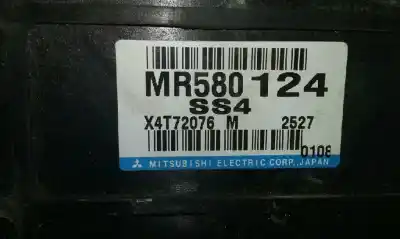 MR580124
SS4
X4T72076 M 2527
0108
MITSUBISHI ELECTRIC CORP., JAPAN